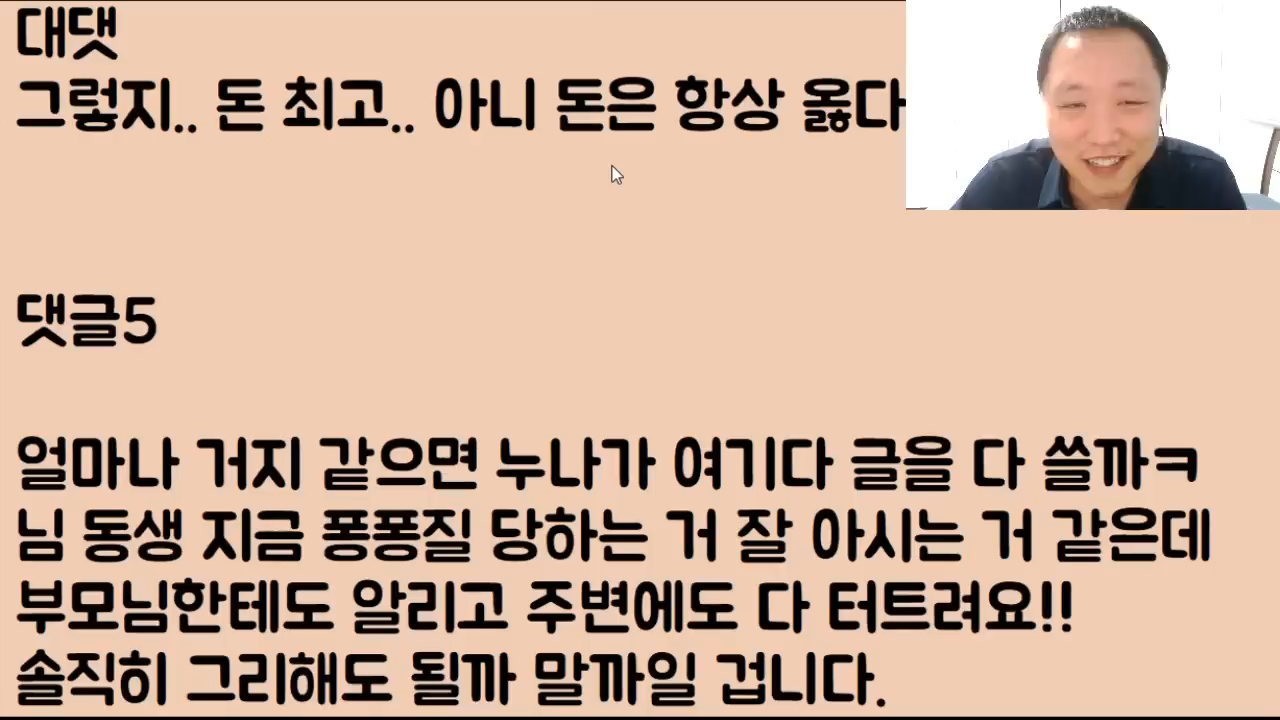 대댓
그렇지.. 돈 최고.. 아니 돈은 항상 옳다
댓글5
얼마나 거지 같으면 누나가 여기다 글을 다 쓸까ㅋ
님 동생 지금 퐁퐁질 당하는 거 잘 아시는 거 같은데
부모님한테도 알리고 주변에도 다 터트려요!!
솔직히 그리해도 될까 말까일 겁니다.